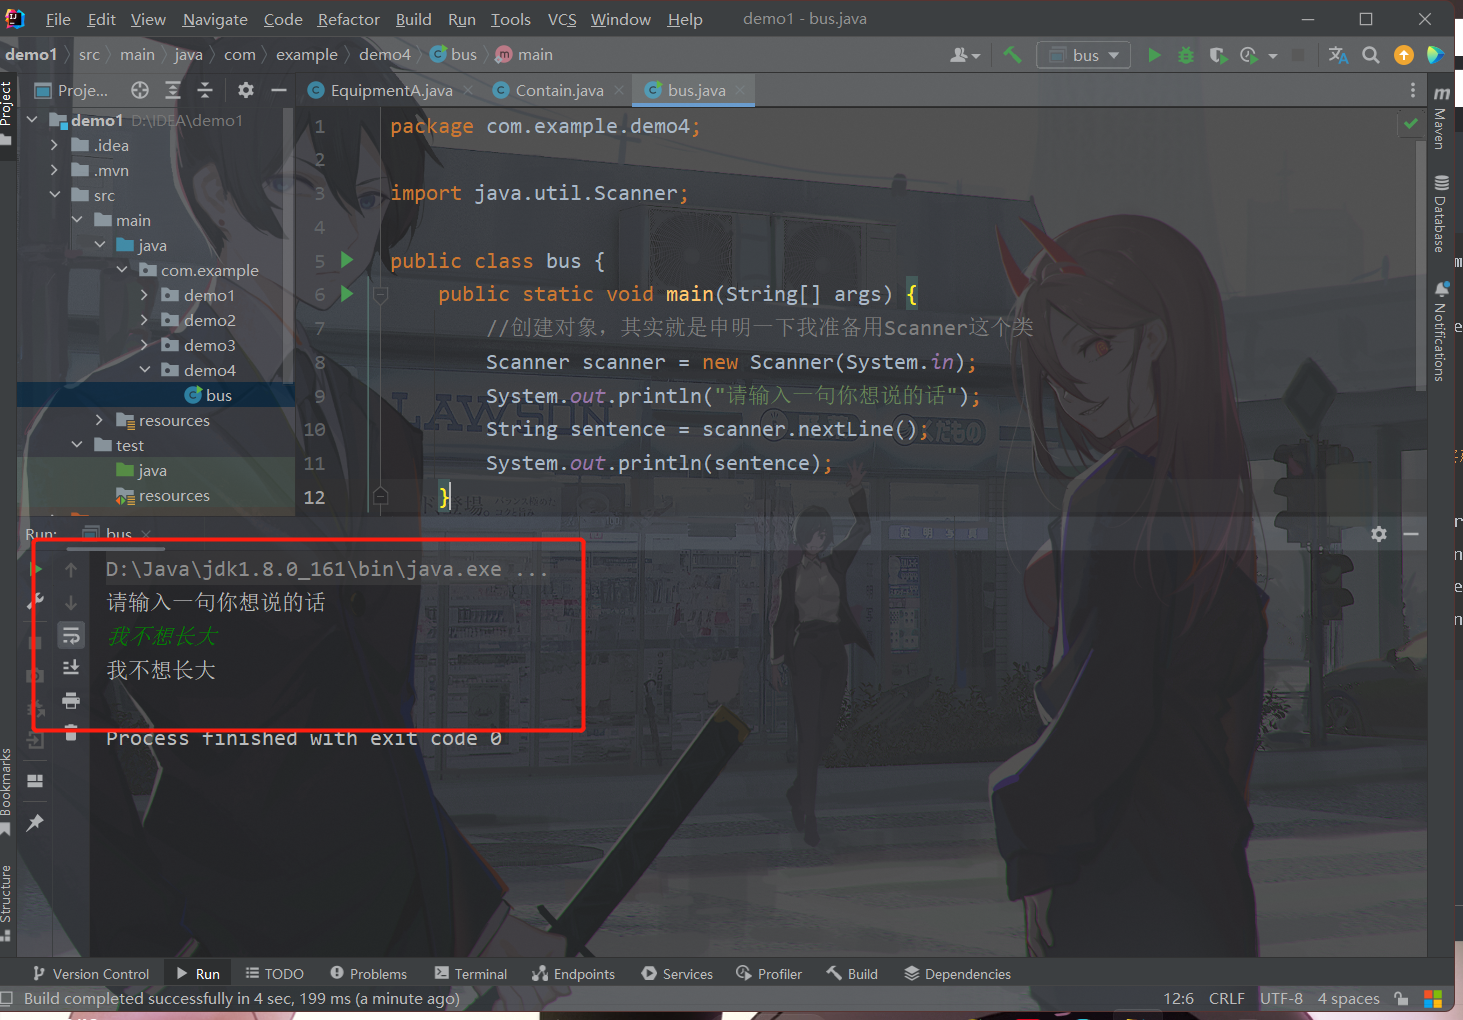 File Edit View Navigate Code Refactor Build Run Tools VCS Window Help demo1 - bus.java
demo1 src main java com example demo4 bus main
bus
Project
Proje...
EquipmentA.java
Contain.java
bus.java
demo1 D:\IDEA\demo1
.idea
.mvn
src
main
java
com.example
demo1
demo2
demo3
demo4
bus
resources
test
java
resources
1 package com.example.demo4;
2
3 import java.util.Scanner;
4
5 public class bus {
6 public static void main(String[] args) {
7 //创建对象，其实就是申明一下我准备用Scanner这个类
8 Scanner scanner = new Scanner(System.in);
9 System.out.println("请输入一句你想说的话");
10 String sentence = scanner.nextLine();
11 System.out.println(sentence);
12 }
LAWSON
くだもの
Maven
Database
Notifications
Run: bus
D:\Java\jdk1.8.0_161\bin\java.exe ...
请输入一句你想说的话
我不想长大
我不想长大
Process finished with exit code 0
Bookmarks
Structure
Version Control Run TODO Problems Terminal Endpoints Services Profiler Build Dependencies
Build completed successfully in 4 sec, 199 ms (a minute ago)
12:6 CRLF UTF-8 4 spaces